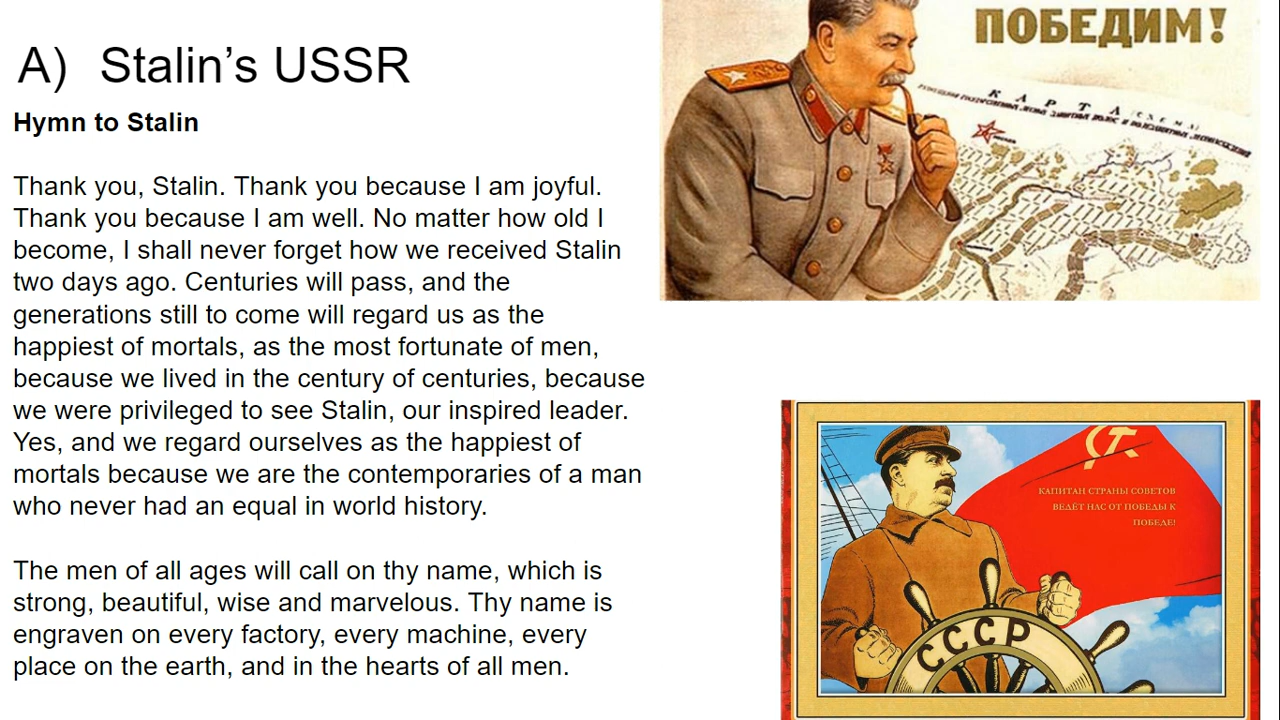 A) Stalin’s USSR
Hymn to Stalin
Thank you, Stalin. Thank you because I am joyful.
Thank you because I am well. No matter how old I
become, I shall never forget how we received Stalin
two days ago. Centuries will pass, and the
generations still to come will regard us as the
happiest of mortals, as the most fortunate of men,
because we lived in the century of centuries, because
we were privileged to see Stalin, our inspired leader.
Yes, and we regard ourselves as the happiest of
mortals because we are the contemporaries of a man
who never had an equal in world history.
The men of all ages will call on thy name, which is
strong, beautiful, wise and marvelous. Thy name is
engraven on every factory, every machine, every
place on the earth, and in the hearts of all men.
ПОБЕДИМ!
КАРТА (СХЕМА)
КАПИТАН СТРАНЫ СОВЕТОВ
ВЕДЁТ НАС ОТ ПОБЕДЫ К
ПОБЕДЕ!
СССР